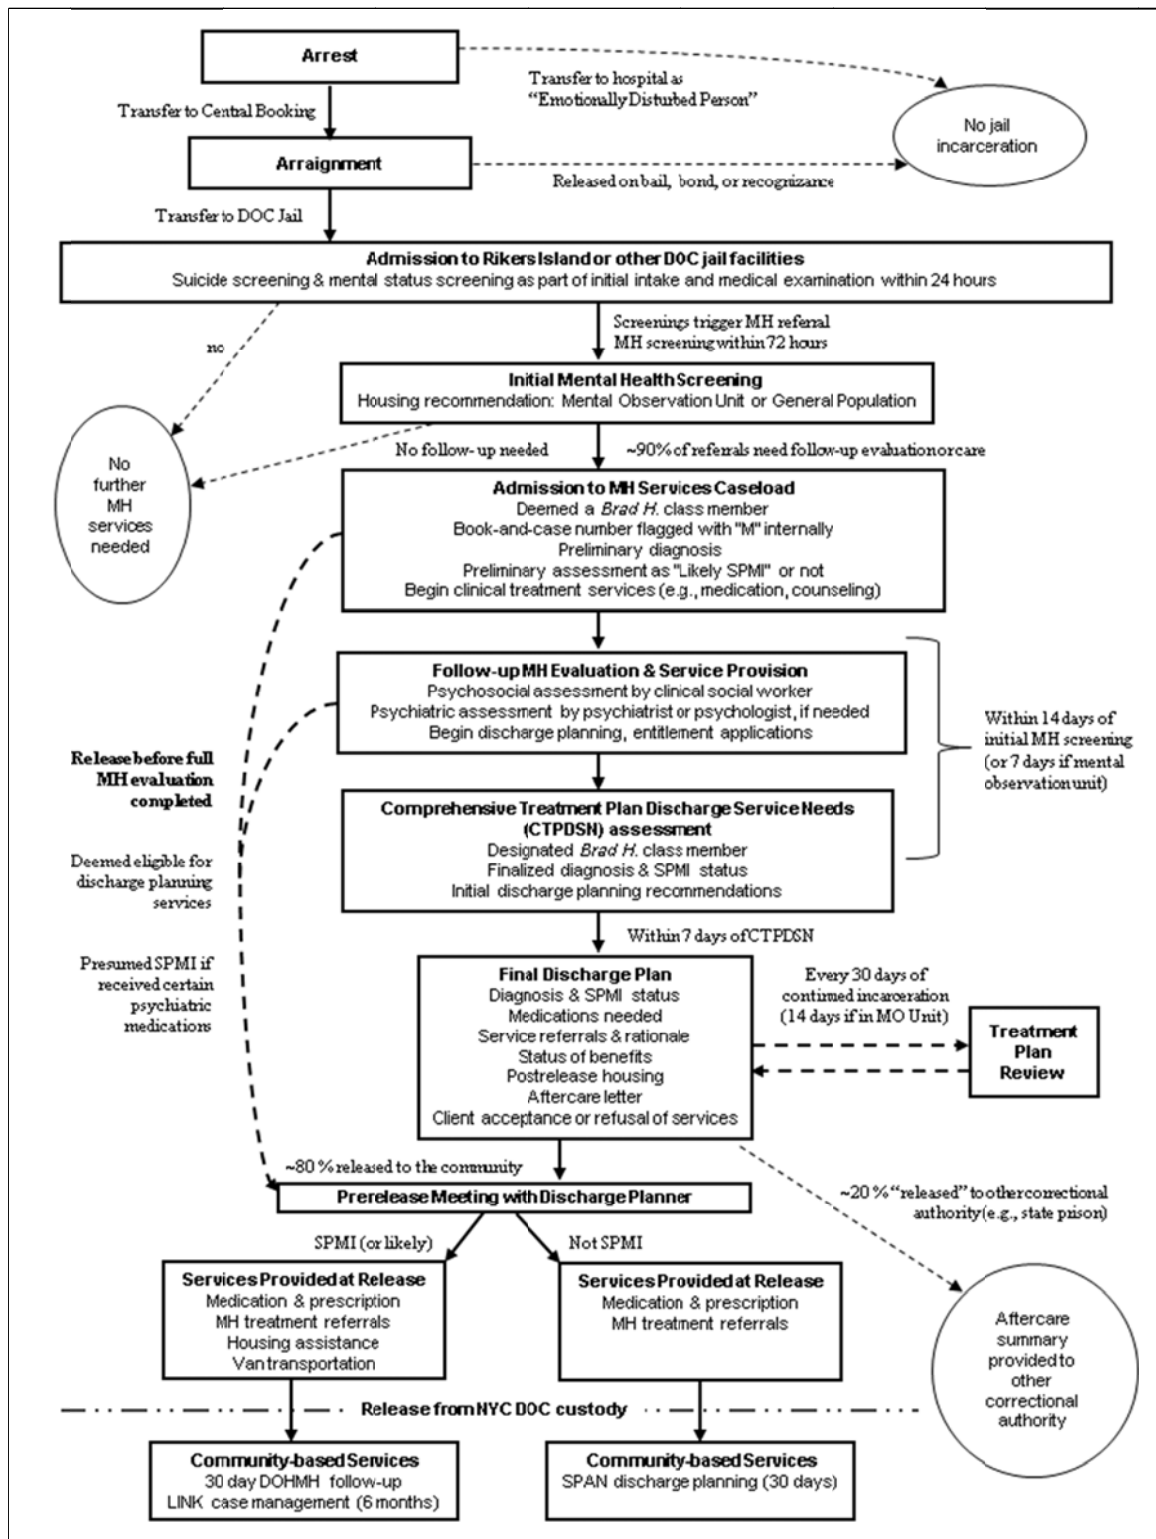 Arrest
Transfer to hospital as
“Emotionally Disturbed Person”
Transfer to Central Booking
No jail
incarceration
Arraignment
Released on bail, bond, or recognizance
Transfer to DOC Jail
Admission to Rikers Island or other DOC jail facilities
Suicide screening & mental status screening as part of initial intake and medical examination within 24 hours
no
Screenings trigger MH referral
MH screening within 72 hours
Initial Mental Health Screening
Housing recommendation: Mental Observation Unit or General Population
No follow-up needed
~90% of referrals need follow-up evaluation or care
No
further
MH
services
needed
Admission to MH Services Caseload
Deemed a Brad H. class member
Book-and-case number flagged with "M" internally
Preliminary diagnosis
Preliminary assessment as "Likely SPMI" or not
Begin clinical treatment services (e.g., medication, counseling)
Follow-up MH Evaluation & Service Provision
Psychosocial assessment by clinical social worker
Psychiatric assessment by psychiatrist or psychologist, if needed
Begin discharge planning, entitlement applications
Within 14 days of
initial MH screening
(or 7 days if mental
observation unit)
Release before full
MH evaluation
completed
Comprehensive Treatment Plan Discharge Service Needs
(CTPDSN) assessment
Designated Brad H. class member
Finalized diagnosis & SPMI status
Initial discharge planning recommendations
Deemed eligible for
discharge planning
services
Within 7 days of CTPDSN
Presumed SPMI if
received certain
psychiatric
medications
Final Discharge Plan
Diagnosis & SPMI status
Medications needed
Service referrals & rationale
Status of benefits
Postrelease housing
Aftercare letter
Client acceptance or refusal of services
Every 30 days of
continued incarceration
(14 days if in MO Unit)
Treatment
Plan
Review
~80 % released to the community
Prerelease Meeting with Discharge Planner
~20 % “released” to other correctional
authority (e.g., state prison)
SPMI (or likely)
Not SPMI
Services Provided at Release
Medication & prescription
MH treatment referrals
Housing assistance
Van transportation
Services Provided at Release
Medication & prescription
MH treatment referrals
Aftercare
summary
provided to
other
correctional
authority
Release from NYC DOC custody
Community-based Services
30 day DOHMH follow-up
LINK case management (6 months)
Community-based Services
SPAN discharge planning (30 days)